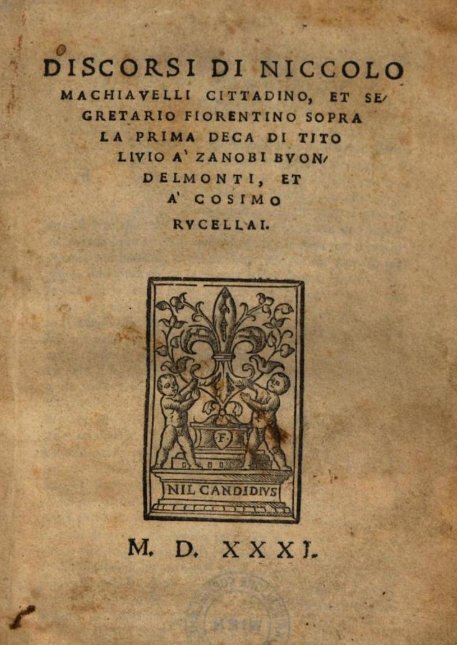 DISCORSI DI NICCOLO
MACHIAVELLI CITTADINO, ET SE/
GRETARIO FIORENTINO SOPRA
LA PRIMA DECA DI TITO
LIVIO A' ZANOBI BVON/
DELMONTI, ET
A' COSIMO
RVCELLAI.
F
NIL CANDIDIVS
M. D. XXXI.